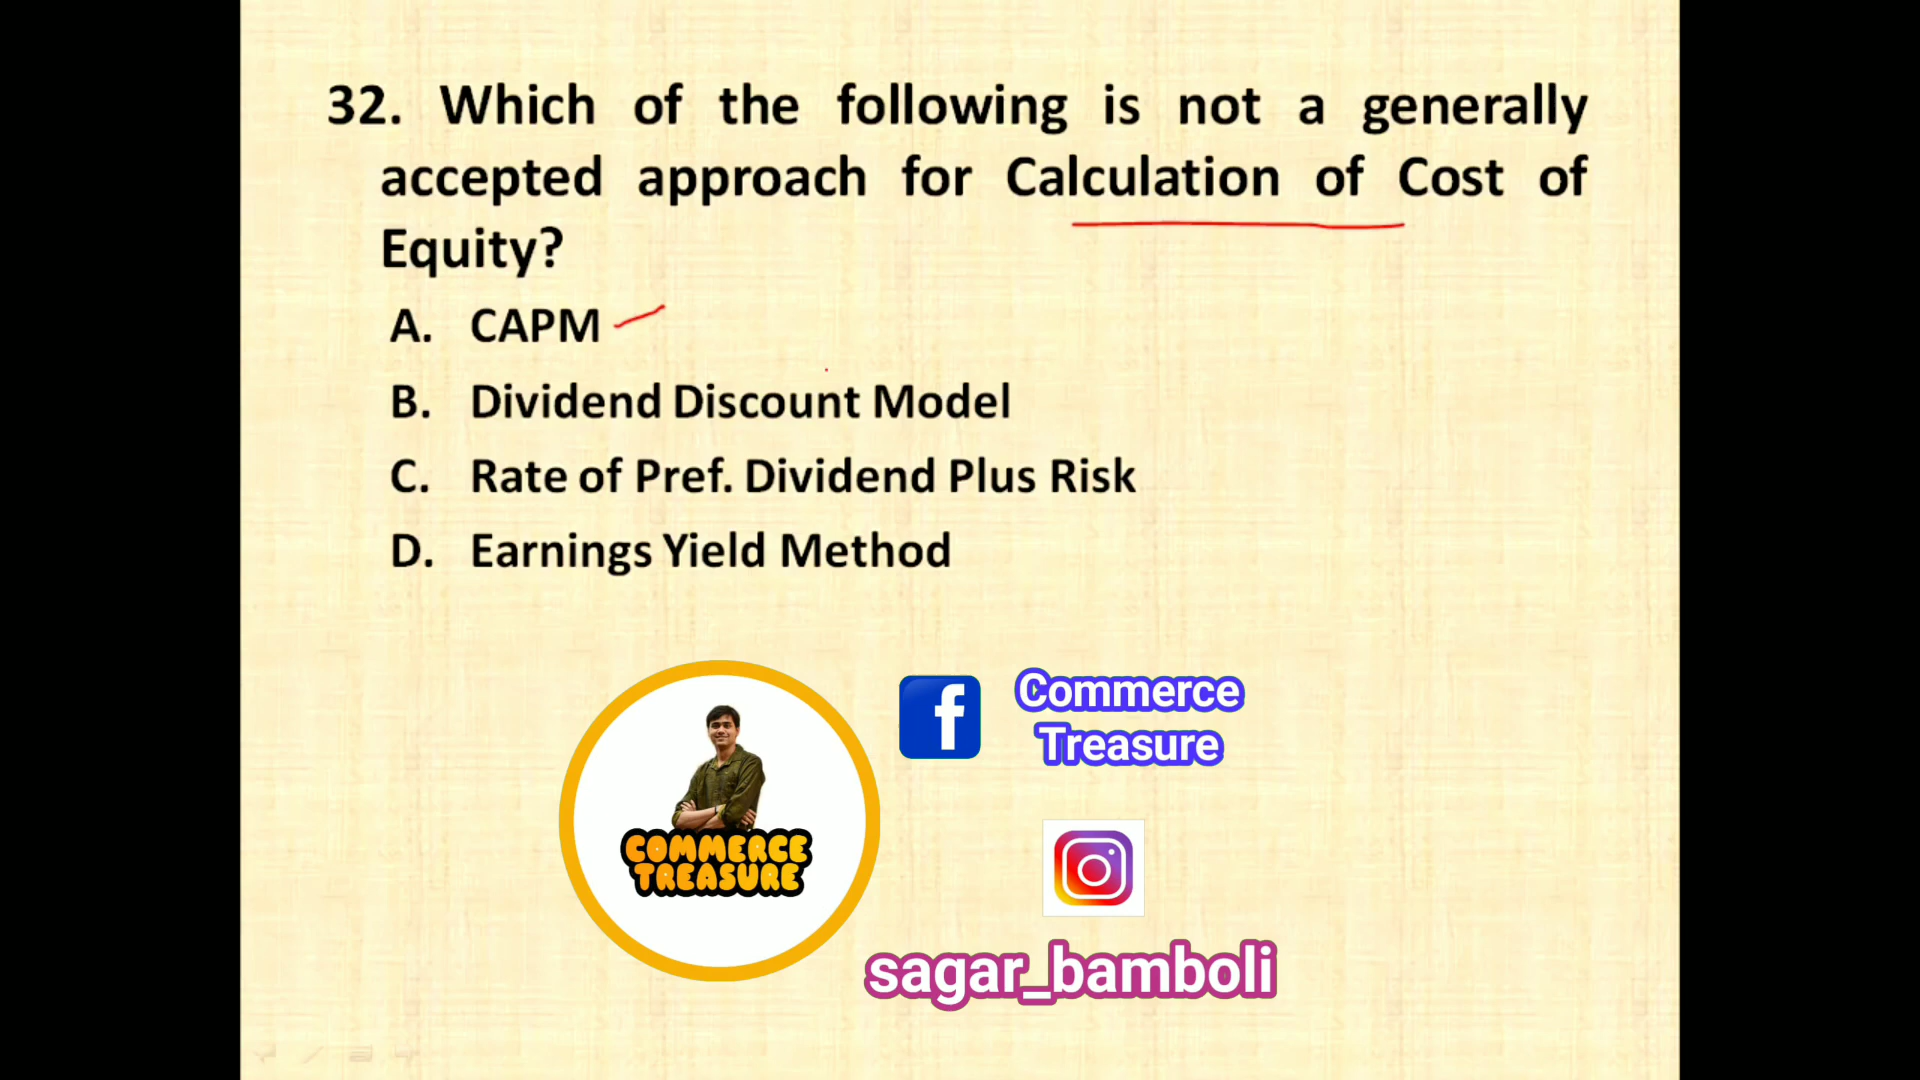 32. Which of the following is not a generally
accepted approach for Calculation of Cost of
Equity?
A. CAPM
B. Dividend Discount Model
C. Rate of Pref. Dividend Plus Risk
D. Earnings Yield Method
f
Commerce
Treasure
COMMERCE
TREASURE
sagar_bamboli